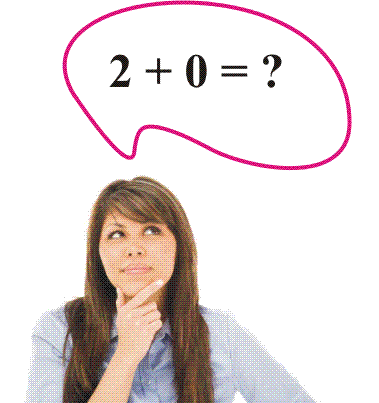 2 + 0 = ?